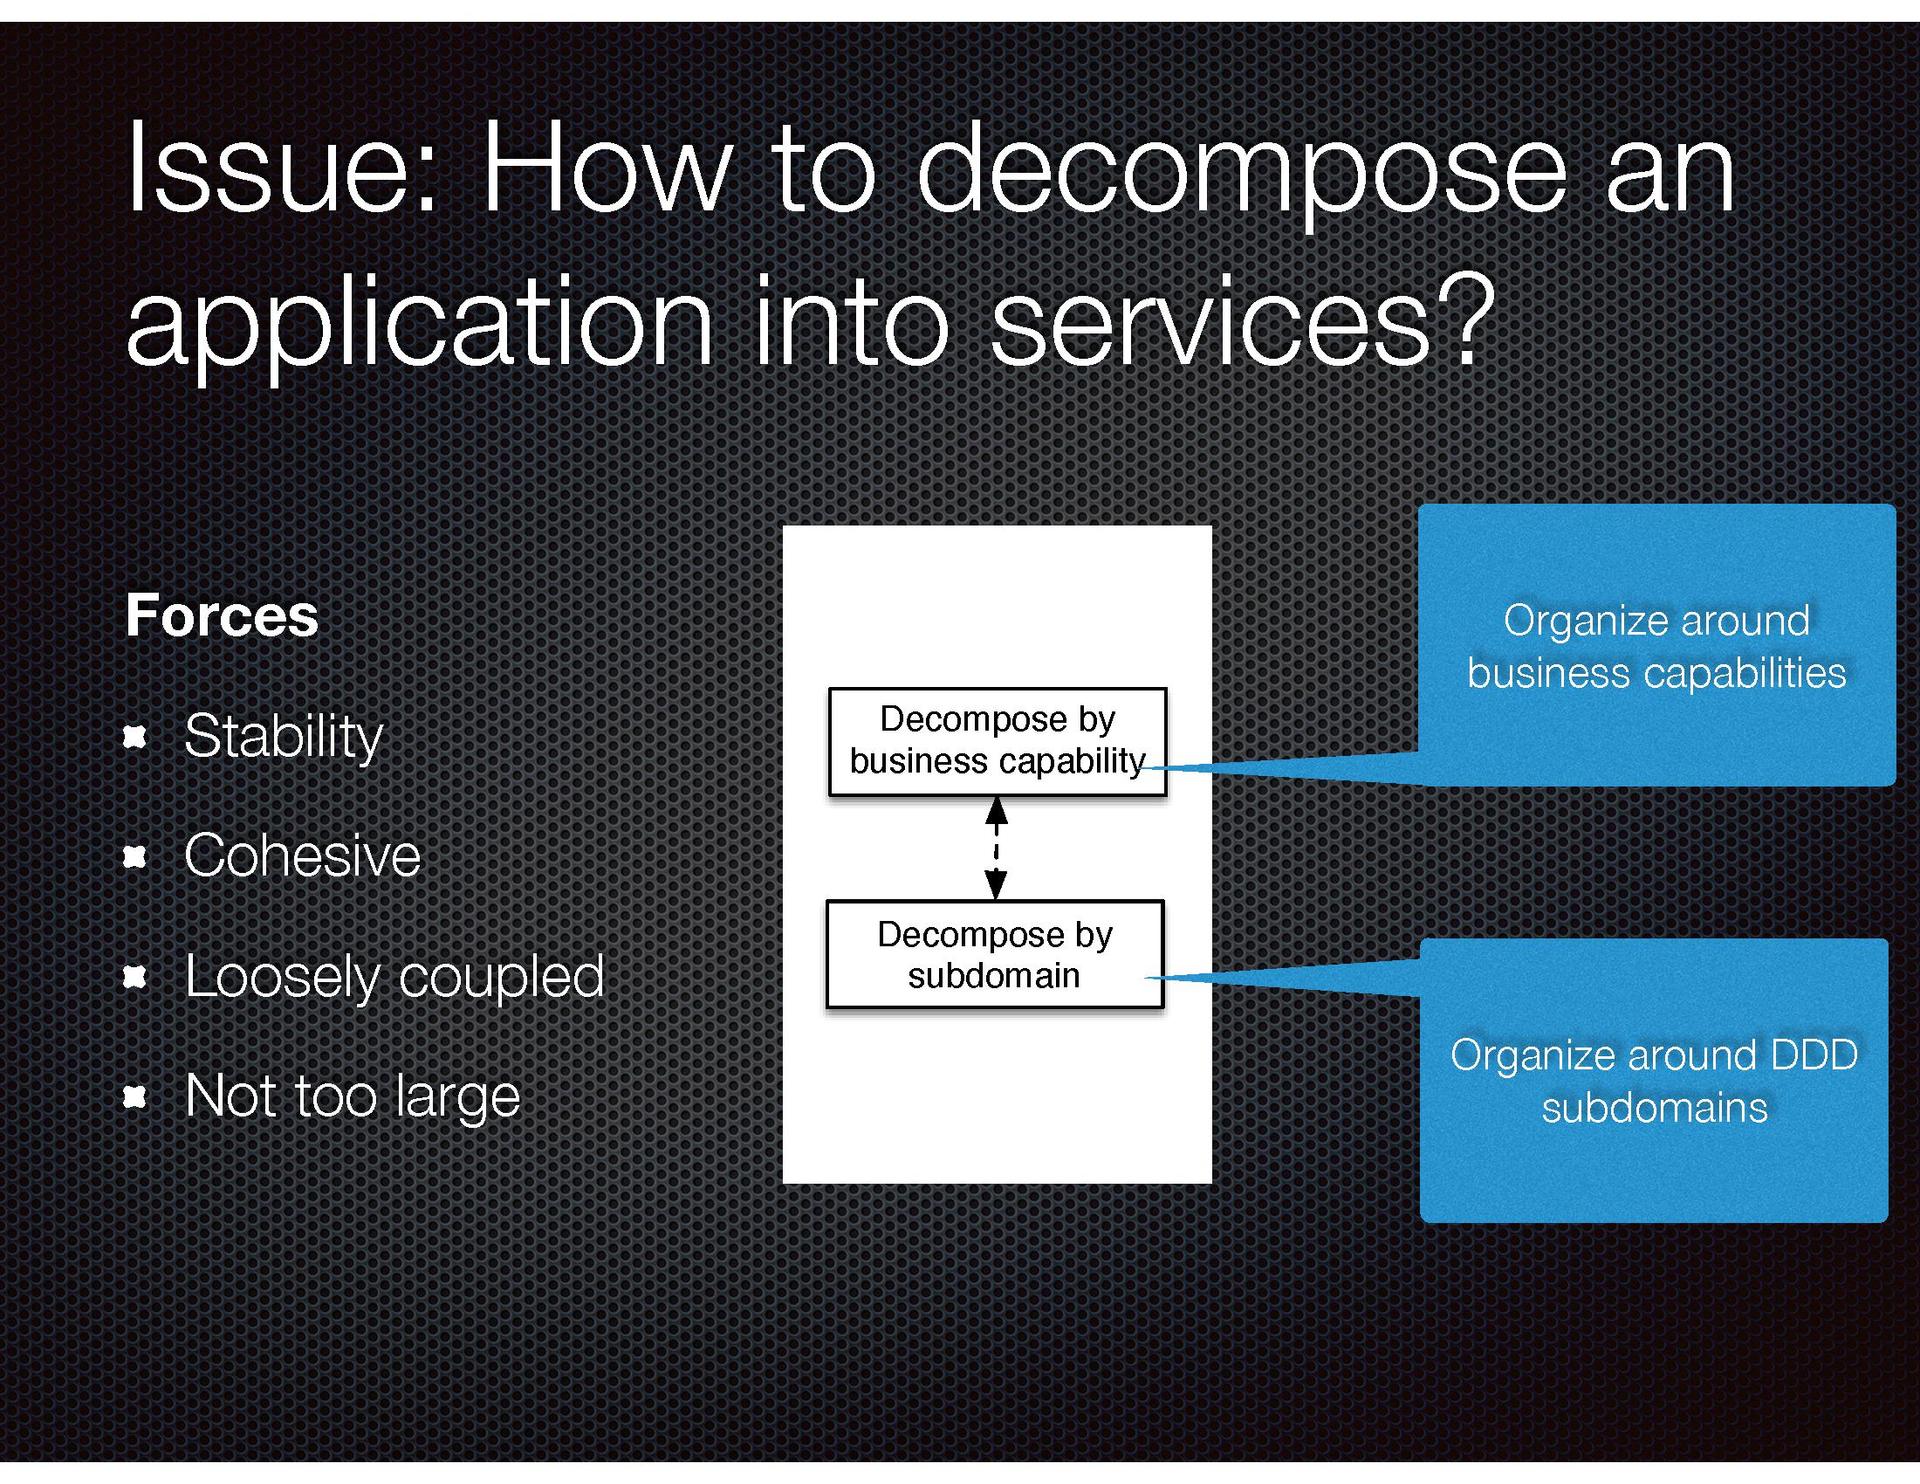 Issue: How to decompose an
application into services?
Forces
Stability
Cohesive
Loosely coupled
Not too large
Decompose by
business capability
Decompose by
subdomain
Organize around
business capabilities
Organize around DDD
subdomains